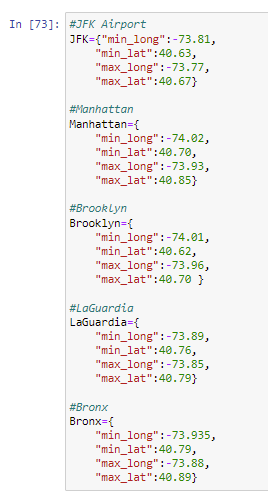 In [73]: #JFK Airport
JFK={"min_long":-73.81,
"min_lat":40.63,
"max_long":-73.77,
"max_lat":40.67}
#Manhattan
Manhattan={
"min_long":-74.02,
"min_lat":40.70,
"max_long":-73.93,
"max_lat":40.85}
#Brooklyn
Brooklyn={
"min_long":-74.01,
"min_lat":40.62,
"max_long":-73.96,
"max_lat":40.70 }
#LaGuardia
LaGuardia={
"min_long":-73.89,
"min_lat":40.76,
"max_long":-73.85,
"max_lat":40.79}
#Bronx
Bronx={
"min_long":-73.935,
"min_lat":40.79,
"max_long":-73.88,
"max_lat":40.89}